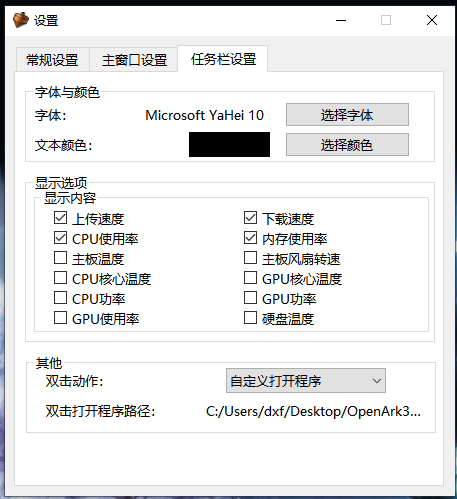 设置
常规设置 主窗口设置 任务栏设置
字体与颜色
字体: Microsoft YaHei 10 选择字体
文本颜色: 选择颜色
显示选项
显示内容
上传速度 下载速度
CPU使用率 内存使用率
主板温度 主板风扇转速
CPU核心温度 GPU核心温度
CPU功率 GPU功率
GPU使用率 硬盘温度
其他
双击动作: 自定义打开程序
双击打开程序路径: C:/Users/dxf/Desktop/OpenArk3...